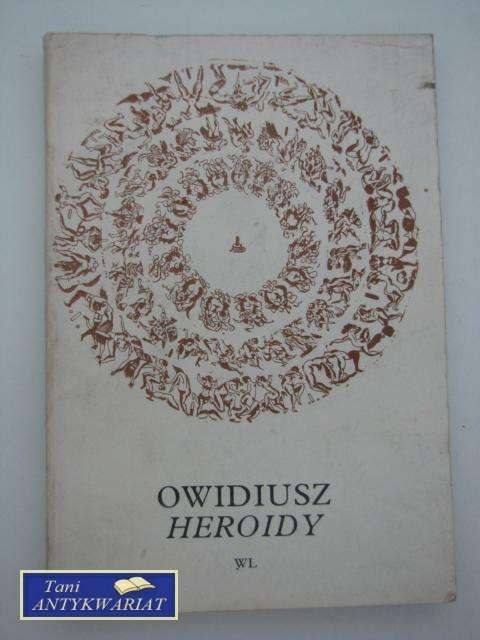 OWIDIUSZ
HEROIDY
WL
Tani
ANTYKWARIAT